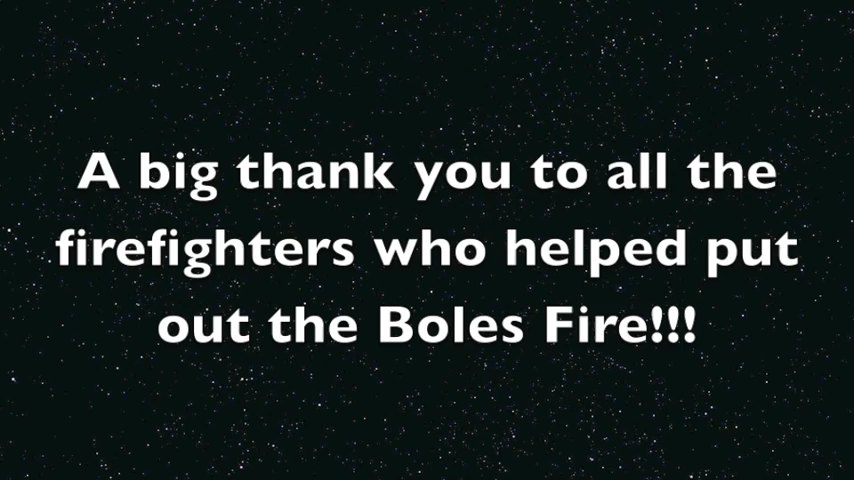 A big thank you to all the
firefighters who helped put
out the Boles Fire!!!